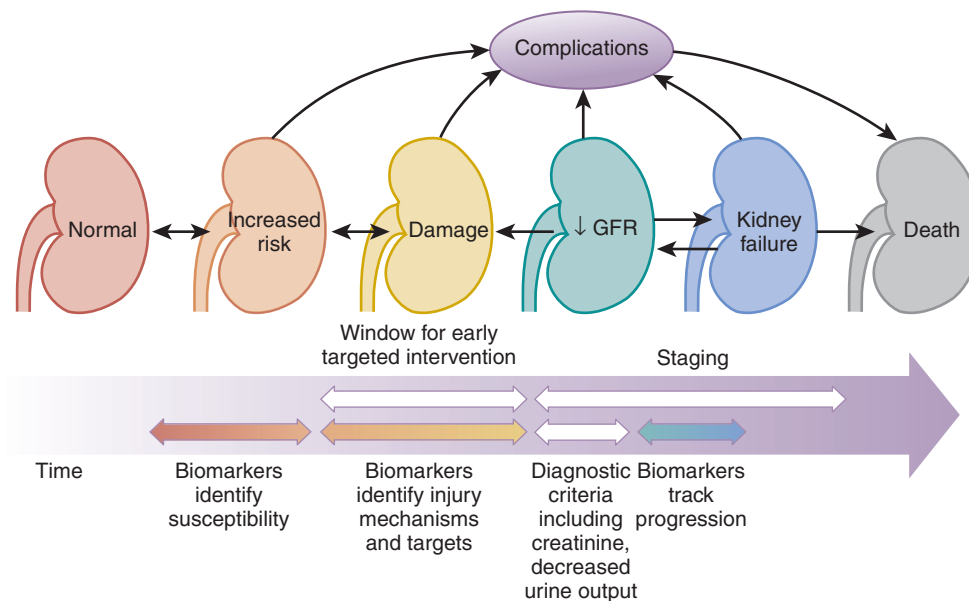 Complications
Normal
Increased
risk
Damage
↓ GFR
Kidney
failure
Death
Window for early
targeted intervention
Staging
Time
Biomarkers
identify
susceptibility
Biomarkers
identify injury
mechanisms
and targets
Diagnostic
criteria
including
creatinine,
decreased
urine output
Biomarkers
track
progression